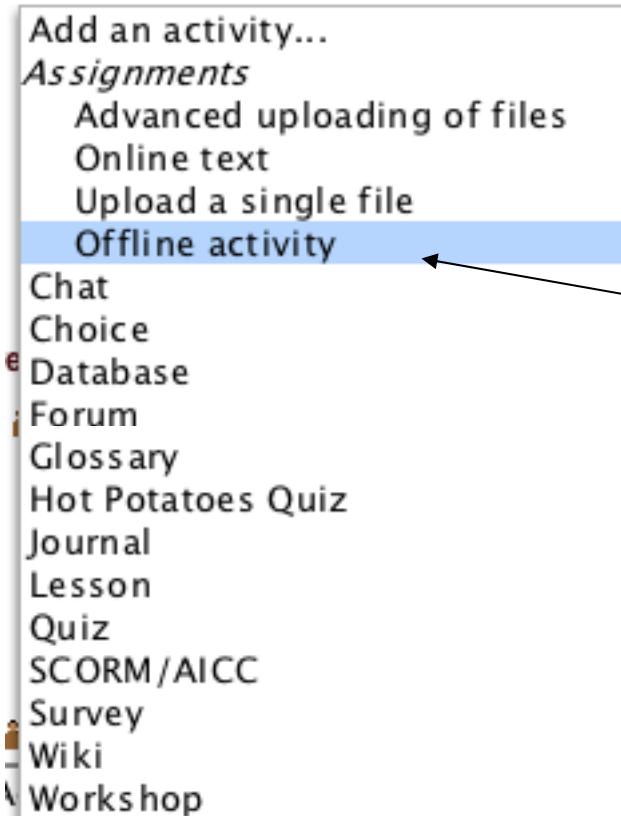 Add an activity...
Assignments
Advanced uploading of files
Online text
Upload a single file
Offline activity
Chat
Choice
Database
Forum
Glossary
Hot Potatoes Quiz
Journal
Lesson
Quiz
SCORM/AICC
Survey
Wiki
Workshop